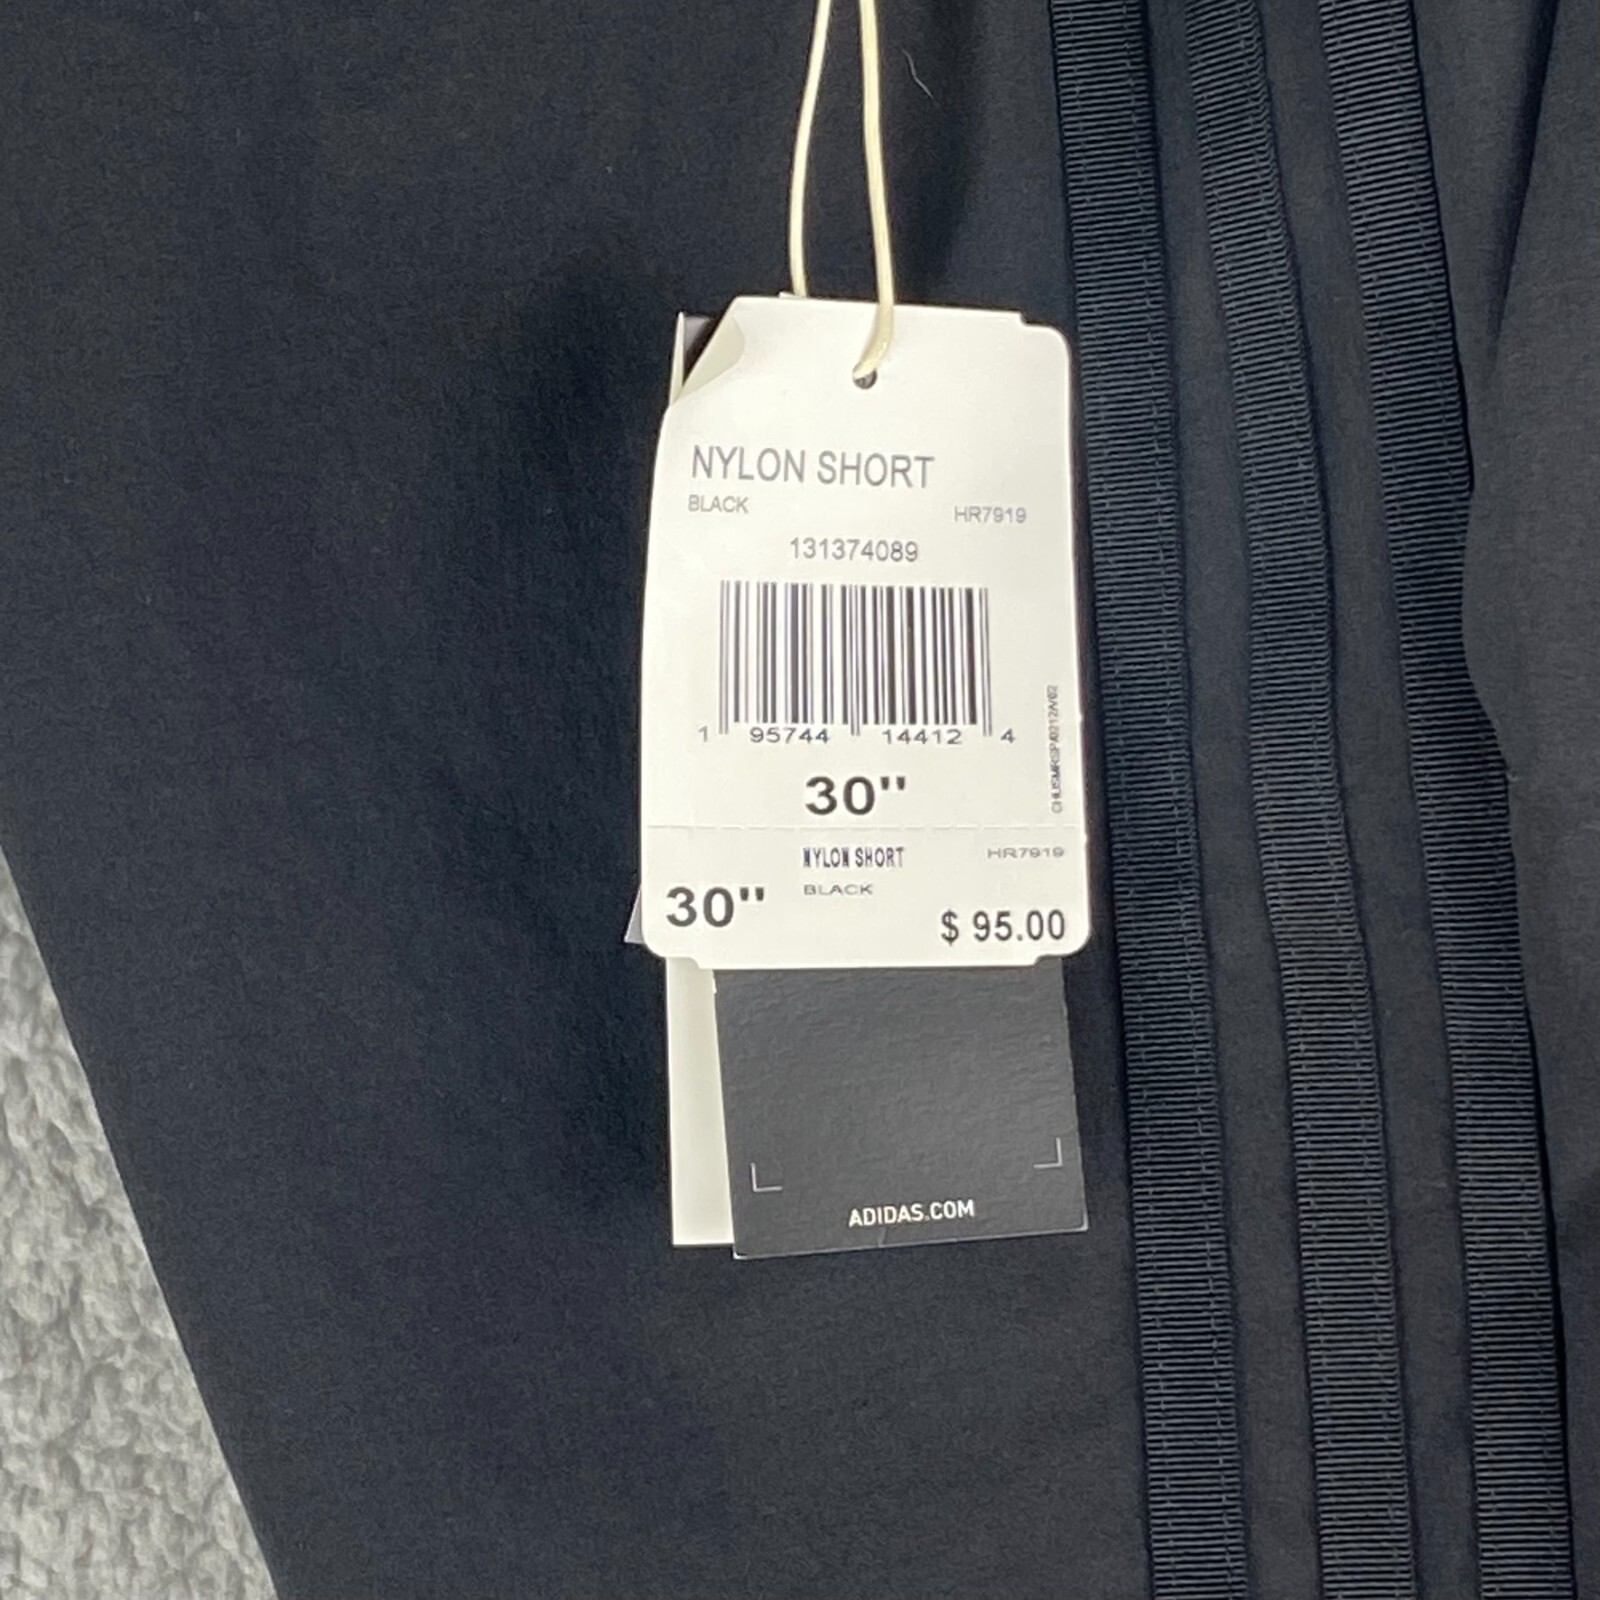 NYLON SHORT
BLACK HR7919
131374089
1 95744 14412 4
30"
NYLON SHORT HR7919
BLACK
30"
$ 95.00
ADIDAS.COM